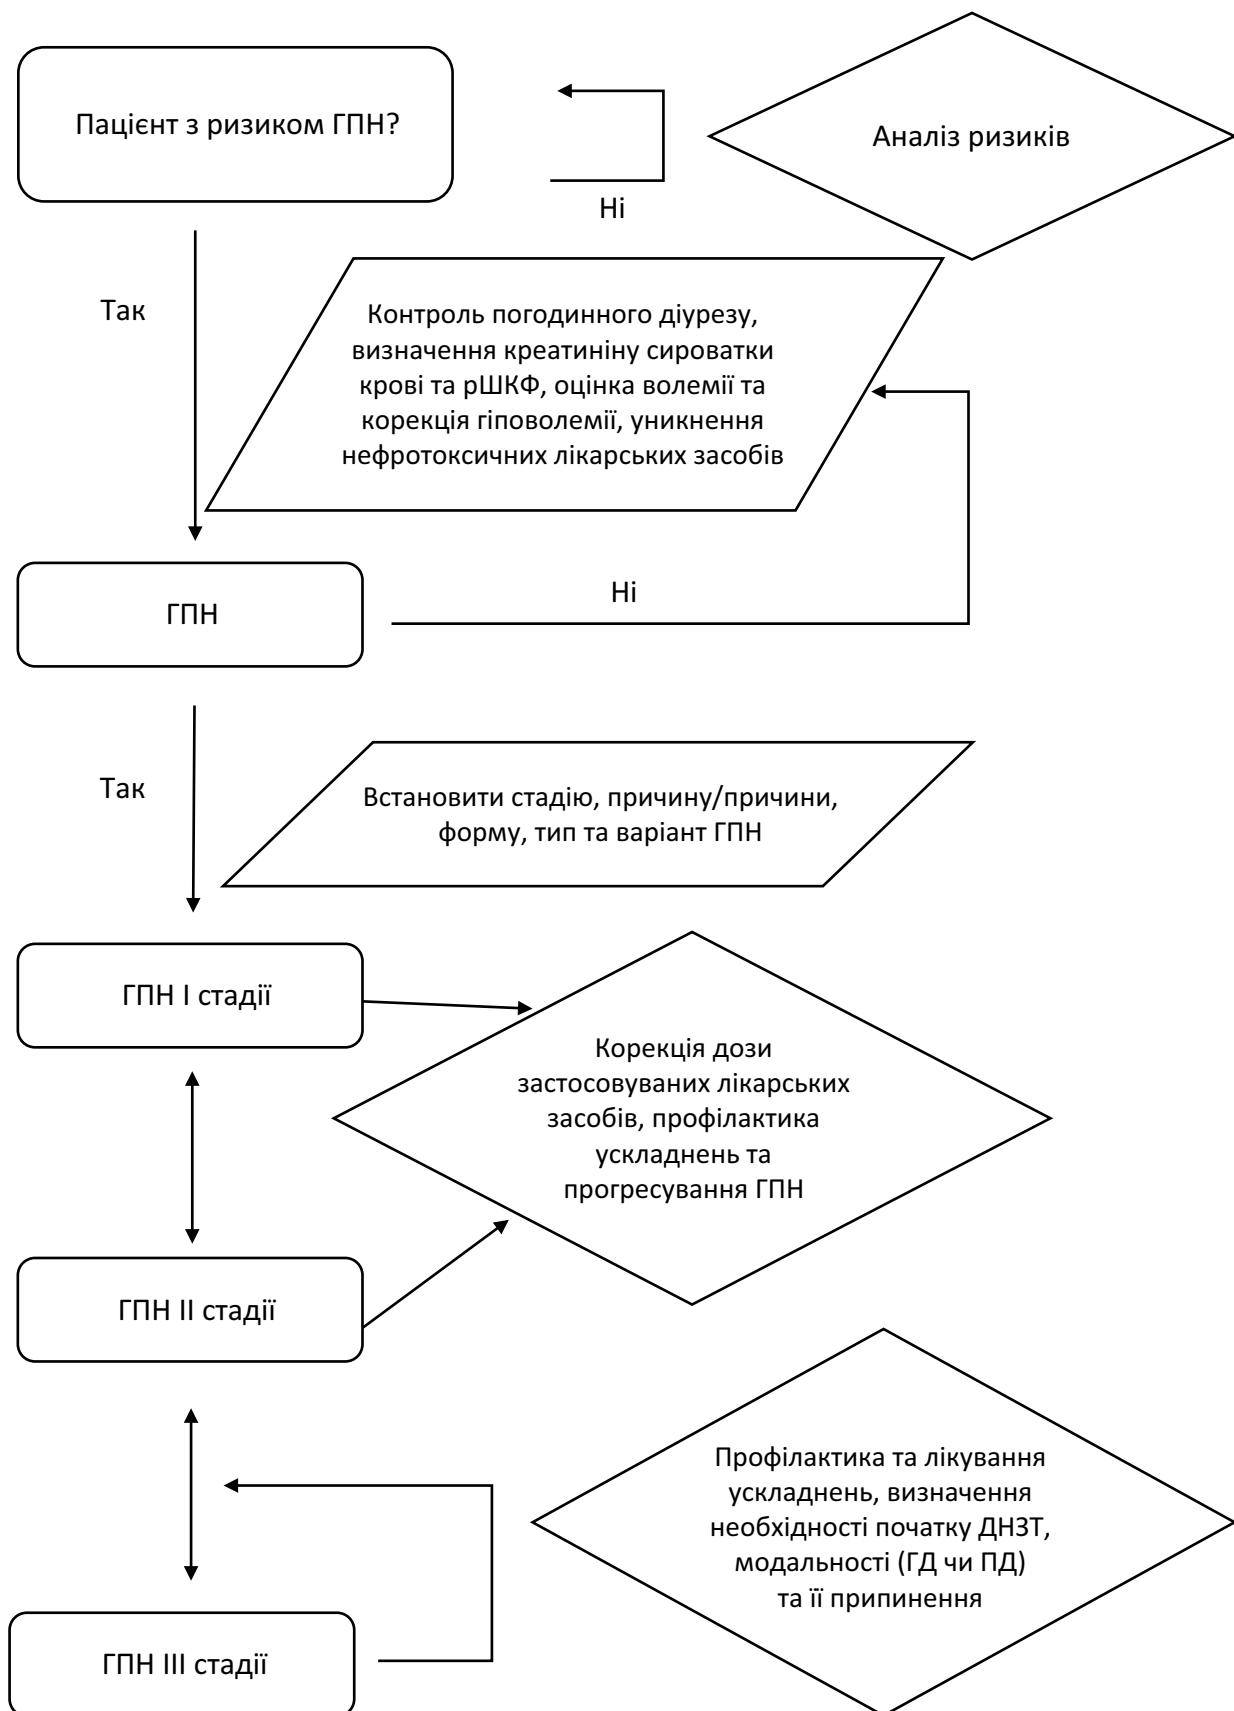 Пацієнт з ризиком ГПН?
Аналіз ризиків
Ні
Так
Контроль погодинного діурезу,
визначення креатиніну сироватки
крові та рШКФ, оцінка волемії та
корекція гіповолемії, уникнення
нефротоксичних лікарських засобів
ГПН
Ні
Так
Встановити стадію, причину/причини,
форму, тип та варіант ГПН
ГПН І стадії
Корекція дози
застосовуваних лікарських
засобів, профілактика
ускладнень та
прогресування ГПН
ГПН ІІ стадії
Профілактика та лікування
ускладнень, визначення
необхідності початку ДНЗТ,
модальності (ГД чи ПД)
та її припинення
ГПН ІІІ стадії